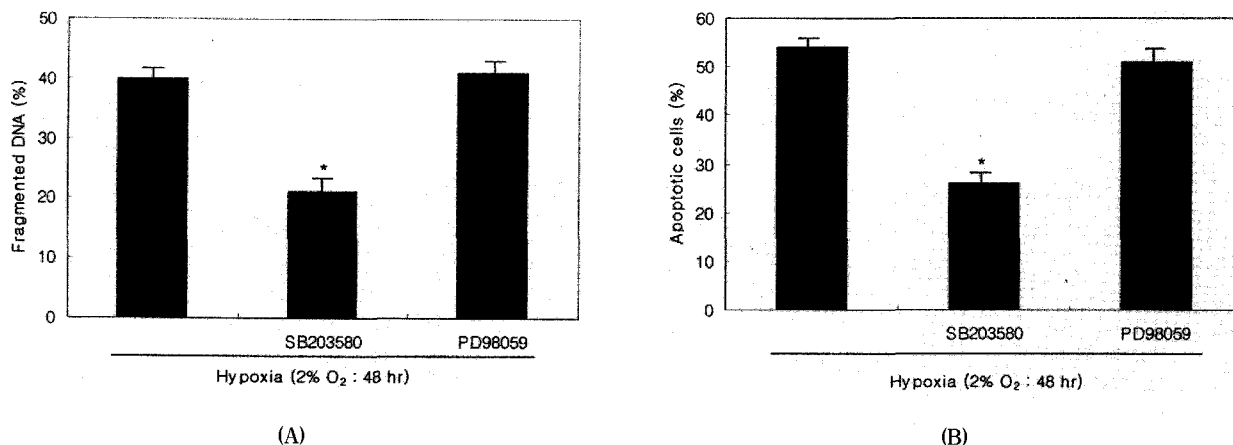 Fragmented DNA (%)
50
40
30
20
10
0
*
SB203580 PD98059
Hypoxia (2% O₂ : 48 hr)
(A)
Apoptotic cells (%)
60
50
40
30
20
10
0
*
SB203580 PD98059
Hypoxia (2% O₂ : 48 hr)
(B)